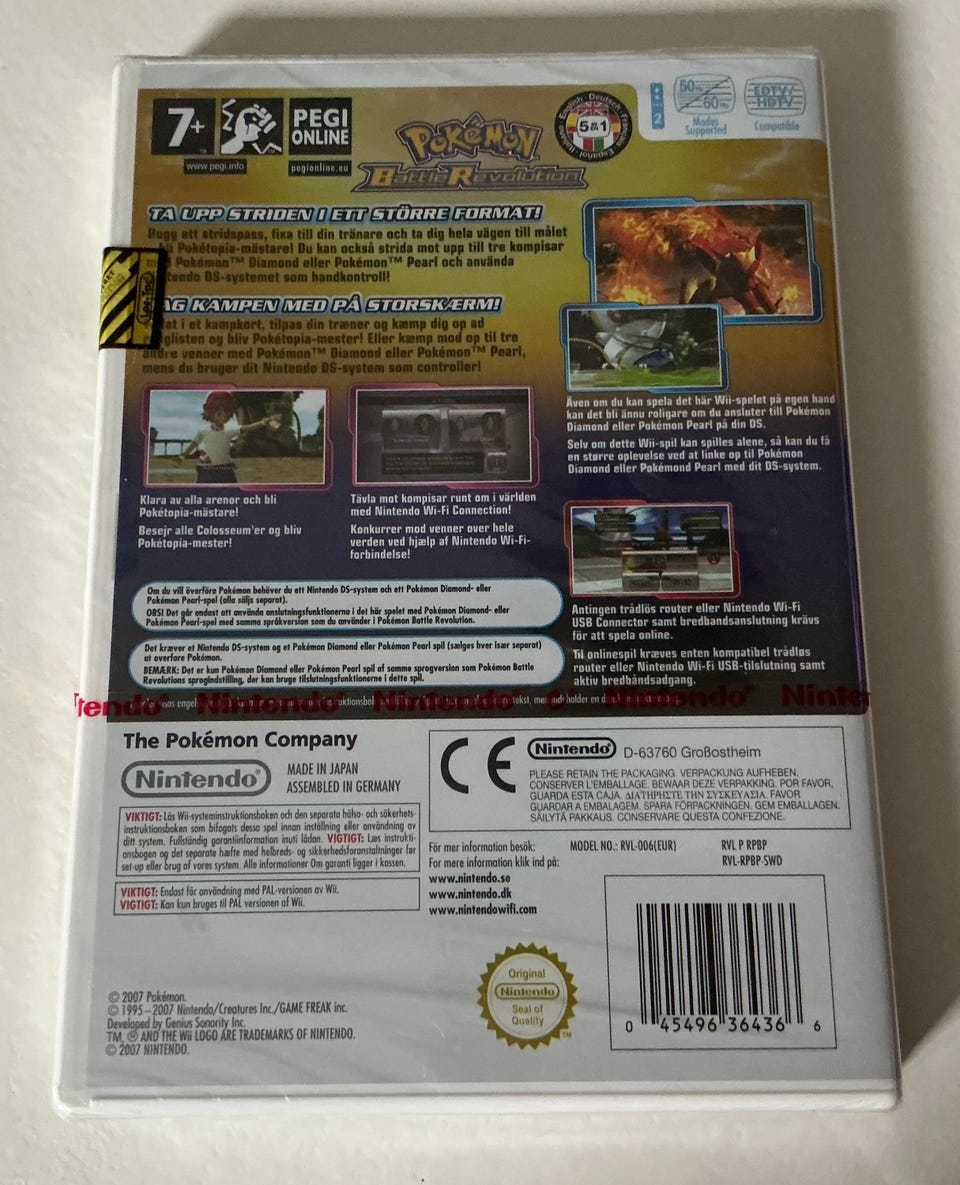 7+
PEGI
ONLINE
www.pegi.info
pegionline.eu
POKéMON
Battle Revolution
English · Deutsch · Français · Español · Italiano
5 IN 1
2
50Hz
60Hz
Modes
Supported
EDTV/
HDTV
Compatible
TA UPP STRIDEN I ETT STÖRRE FORMAT!
Bygg ett stridspass, fixa till din tränare och ta dig hela vägen till målet
bli Pokétopia-mästare! Du kan också strida mot upp till tre kompisar
Pokémon™ Diamond eller Pokémon™ Pearl och använda
tendo DS-systemet som handkontroll!
AG KAMPEN MED PÅ STORSKÆRM!
at i et kampkort, tilpas din træner og kæmp dig op ad
glisten og bliv Pokétopia-mester! Eller kæmp mod op til tre
andre venner med Pokémon™ Diamond eller Pokémon™ Pearl,
mens du bruger dit Nintendo DS-system som controller!
Klara av alla arenor och bli
Pokétopia-mästare!
Besejr alle Colosseum'er og bliv
Pokétopia-mester!
Tävla mot kompisar runt om i världen
med Nintendo Wi-Fi Connection!
Konkurrer mod venner over hele
verden ved hjælp af Nintendo Wi-Fi-
forbindelse!
Även om du kan spela det här Wii-spelet på egen hand
kan det bli ännu roligare om du ansluter till Pokémon
Diamond eller Pokémon Pearl på din DS.
Selv om dette Wii-spil kan spilles alene, så kan du få
en større oplevelse ved at linke op til Pokémon
Diamond eller Pokémond Pearl med dit DS-system.
Om du vill överföra Pokémon behöver du ett Nintendo DS-system och ett Pokémon Diamond- eller
Pokémon Pearl-spel (alla säljs separat).
OBS! Det går endast att använda anslutningsfunktionerna i det här spelet med Pokémon Diamond- eller
Pokémon Pearl-spel med samma språkversion som du använder i Pokémon Battle Revolution.
Det kræver et Nintendo DS-system og et Pokémon Diamond eller Pokémon Pearl spil (sælges hver især separat)
at overføre Pokémon.
BEMÆRK: Det er kun Pokémon Diamond eller Pokémon Pearl spil af samme sprogversion som Pokémon Battle
Revolutions sprogindstilling, der kan bruge tilslutningsfunktionerne i dette spil.
Antingen trådlös router eller Nintendo Wi-Fi
USB Connector samt bredbandsanslutning krävs
för att spela online.
Til onlinespil kræves enten kompatibel trådløs
router eller Nintendo Wi-Fi USB-tilslutning samt
aktiv bredbåndsadgang.
Nintendo Nintendo Nintendo Nintendo
The Pokémon Company
Nintendo
MADE IN JAPAN
ASSEMBLED IN GERMANY
CE
Nintendo D-63760 Großostheim
PLEASE RETAIN THE PACKAGING. VERPACKUNG AUFHEBEN.
CONSERVER L'EMBALLAGE. BEWAAR DEZE VERPAKKING. POR FAVOR,
GUARDA ESTA CAJA. ΔΙΑΤΗΡΗΣΤΕ ΤΗΝ ΣΥΣΚΕΥΑΣΙΑ. FAVOR
GUARDAR A EMBALAGEM. SPARA FÖRPACKNINGEN. GEM EMBALLAGEN.
SÄILYTÄ PAKKAUS. CONSERVARE QUESTA CONFEZIONE.
VIKTIGT: Läs Wii-systeminstruktionsboken och den separata hälso- och säkerhets-
instruktionsboken som bifogats dessa spel innan inställning eller användning av
ditt system. Fullständig garantiinformation inuti lådan. VIGTIGT: Læs instrukti-
onsbogen og det separate hæfte med helbreds- og sikkerhedsforanstaltninger før
set-up eller brug af vores system. Alle informationer Om garanti ligger i kassen.
VIKTIGT: Endast för användning med PAL-versionen av Wii.
VIGTIGT: Kan kun bruges til PAL versionen af Wii.
För mer information besök:
For mere information klik ind på:
www.nintendo.se
www.nintendo.dk
www.nintendowifi.com
MODEL NO.: RVL-006(EUR)
RVL P RPBP
RVL-RPBP-SWD
Original
Nintendo
Seal of
Quality
TM
0 45496 36436 6
© 2007 Pokémon.
© 1995–2007 Nintendo/Creatures Inc./GAME FREAK inc.
Developed by Genius Sonority Inc.
TM, ® AND THE Wii LOGO ARE TRADEMARKS OF NINTENDO.
© 2007 NINTENDO.